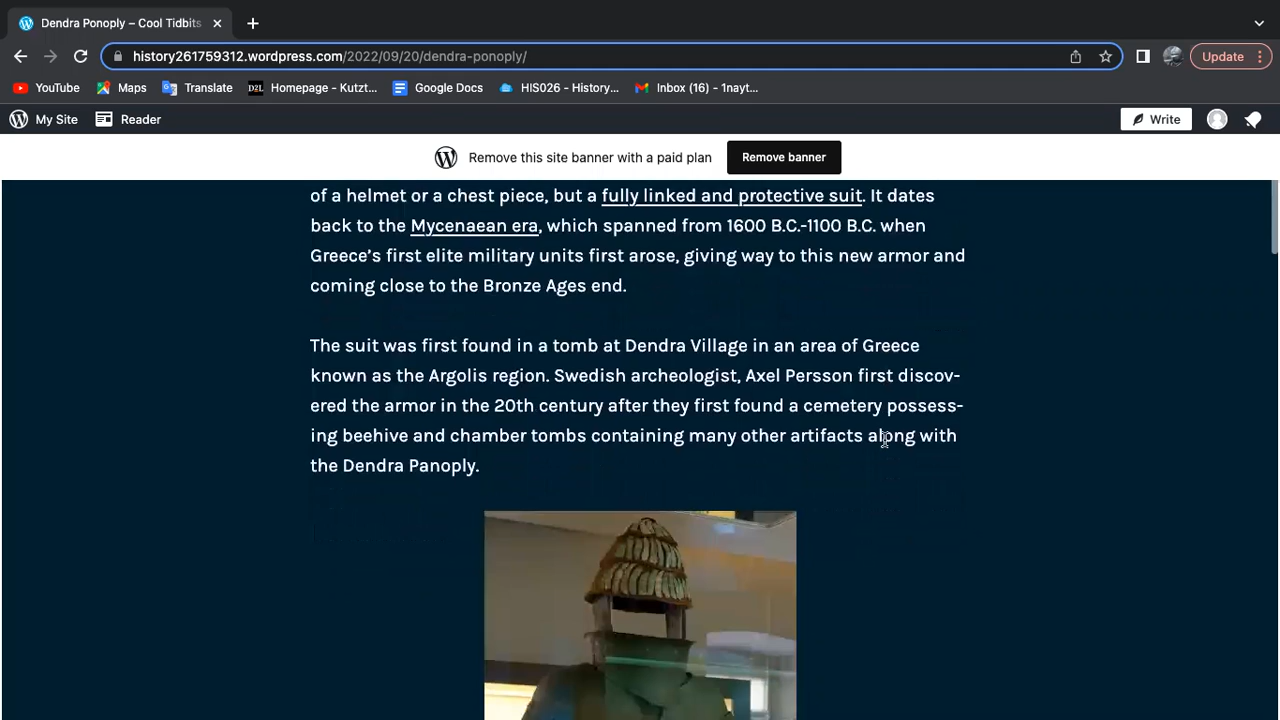 Dendra Ponoply – Cool Tidbits
history261759312.wordpress.com/2022/09/20/dendra-ponoply/
Update
YouTube
Maps
Translate
Homepage - Kutzt...
Google Docs
HIS026 - History...
Inbox (16) - 1nayt...
My Site
Reader
Write
Remove this site banner with a paid plan
Remove banner
of a helmet or a chest piece, but a fully linked and protective suit. It dates
back to the Mycenaean era, which spanned from 1600 B.C.-1100 B.C. when
Greece’s first elite military units first arose, giving way to this new armor and
coming close to the Bronze Ages end.
The suit was first found in a tomb at Dendra Village in an area of Greece
known as the Argolis region. Swedish archeologist, Axel Persson first discov-
ered the armor in the 20th century after they first found a cemetery possess-
ing beehive and chamber tombs containing many other artifacts along with
the Dendra Panoply.